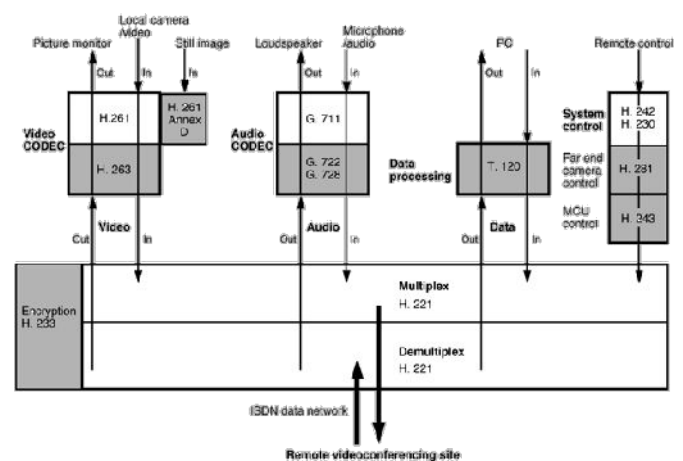 Local camera
/video
Picture monitor
Still image
Loudspeaker
Microphone
/audio
PC
Remote control
Out
In
In
Out
In
Out
In
Video
CODEC
H.261
H. 261
Annex
D
H. 263
Audio
CODEC
G. 711
G. 722
G. 728
Data
processing
T. 120
System
control
H. 242
H. 230
Far end
camera
control
H. 281
MCU
control
H. 243
Out
Video
In
Out
Audio
In
Out
Data
In
Encryption
H. 233
Multiplex
H. 221
Demultiplex
H. 221
ISDN data network
Remote videoconferencing site